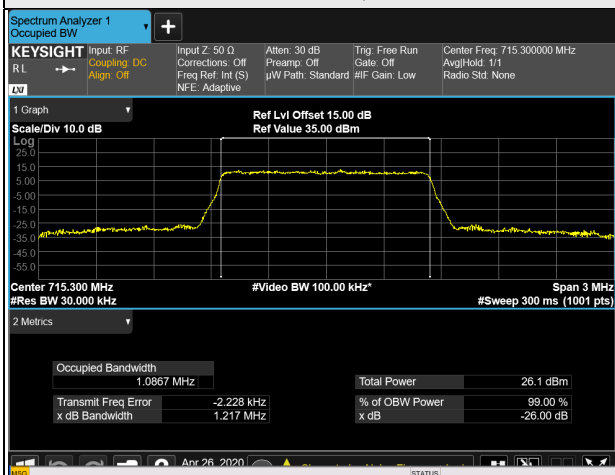 Spectrum Analyzer 1
Occupied BW
KEYSIGHT
R L
LXI
Input: RF
Coupling: DC
Align: Off
Input Z: 50 Ω
Corrections: Off
Freq Ref: Int (S)
NFE: Adaptive
Atten: 30 dB
Preamp: Off
µW Path: Standard
Trig: Free Run
Gate: Off
#IF Gain: Low
Center Freq: 715.300000 MHz
Avg|Hold: 1/1
Radio Std: None
1 Graph
Scale/Div 10.0 dB
Ref Lvl Offset 15.00 dB
Ref Value 35.00 dBm
Log
25.0
15.0
5.00
-5.00
-15.0
-25.0
-35.0
-45.0
-55.0
Center 715.300 MHz
#Video BW 100.00 kHz*
Span 3 MHz
#Res BW 30.000 kHz
#Sweep 300 ms (1001 pts)
2 Metrics
Occupied Bandwidth
1.0867 MHz
Total Power 26.1 dBm
Transmit Freq Error -2.228 kHz
% of OBW Power 99.00 %
x dB Bandwidth 1.217 MHz
x dB -26.00 dB
Apr 26, 2020
MSG
STATUS